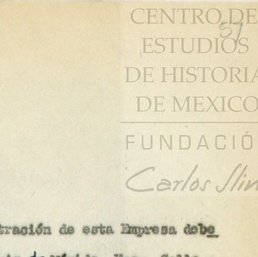 CENTRO DE
ESTUDIOS
DE HISTORIA
DE MEXICO
FUNDACIÓ
Carlos Slim
tración de esta Empresa debe